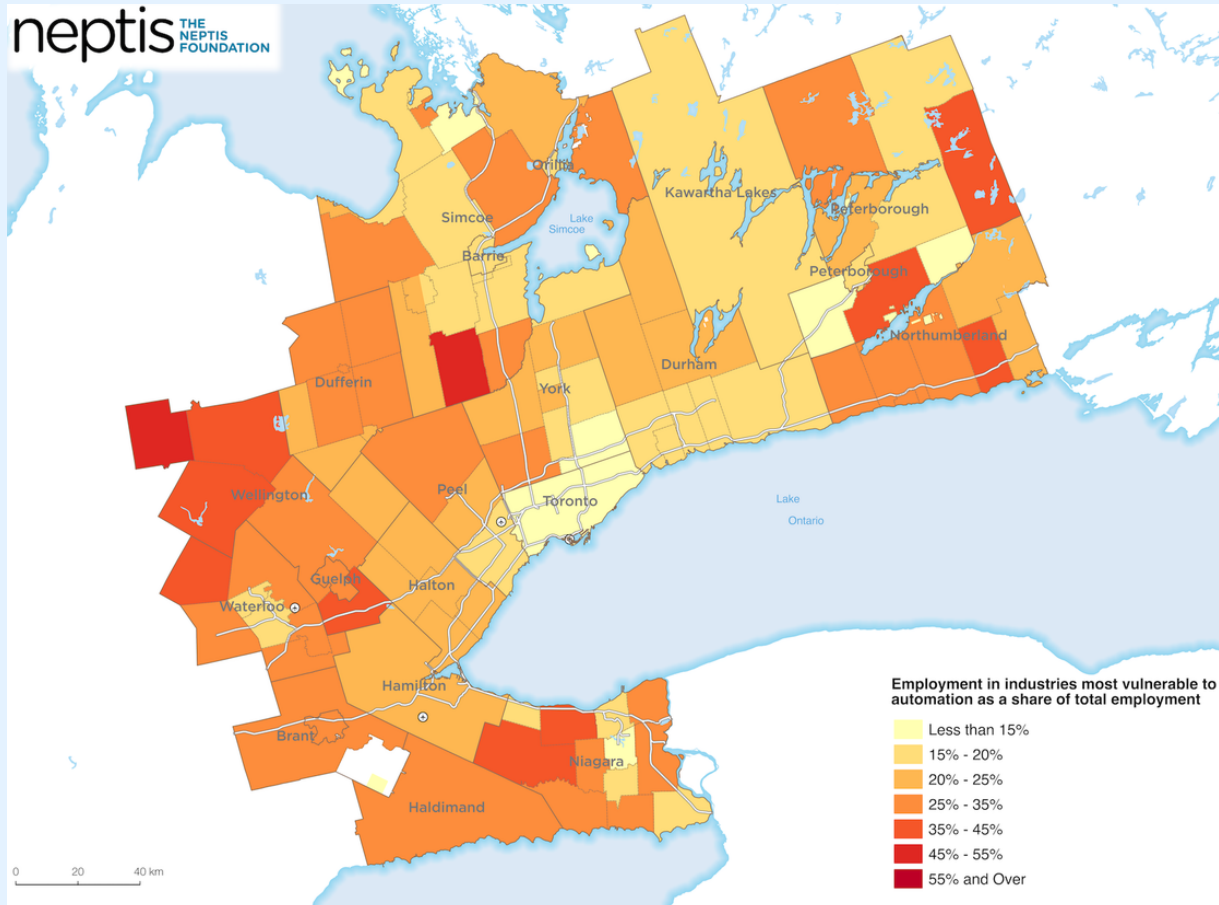 neptis THE
NEPTIS
FOUNDATION
Orillia
Kawartha Lakes
Peterborough
Simcoe
Lake
Simcoe
Barrie
Peterborough
Northumberland
Durham
Dufferin
York
Wellington
Peel
Toronto
Lake
Ontario
Guelph
Halton
Waterloo
Hamilton
Brant
Niagara
Haldimand
Employment in industries most vulnerable to
automation as a share of total employment
Less than 15%
15% - 20%
20% - 25%
25% - 35%
35% - 45%
45% - 55%
55% and Over
0 20 40 km